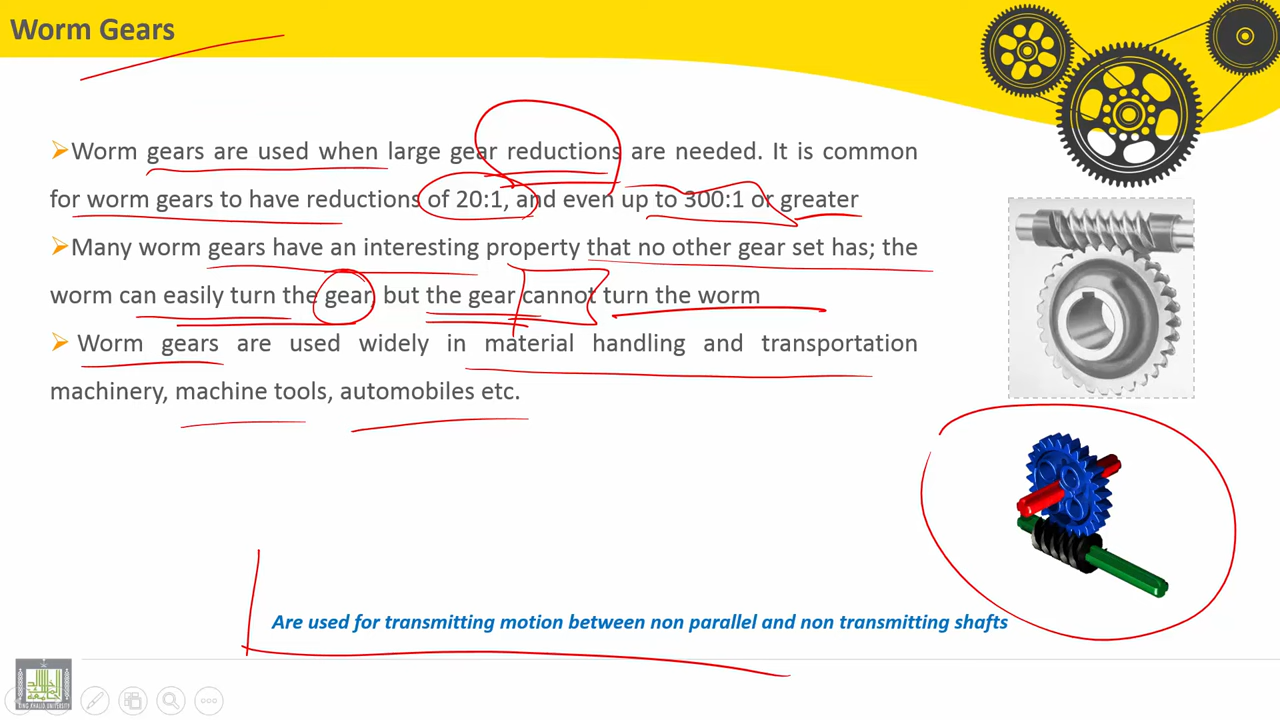 Worm Gears
➢Worm gears are used when large gear reductions are needed. It is common
for worm gears to have reductions of 20:1, and even up to 300:1 or greater
➢Many worm gears have an interesting property that no other gear set has; the
worm can easily turn the gear, but the gear cannot turn the worm
➢ Worm gears are used widely in material handling and transportation
machinery, machine tools, automobiles etc.
Are used for transmitting motion between non parallel and non transmitting shafts
KING KHALID UNIVERSITY